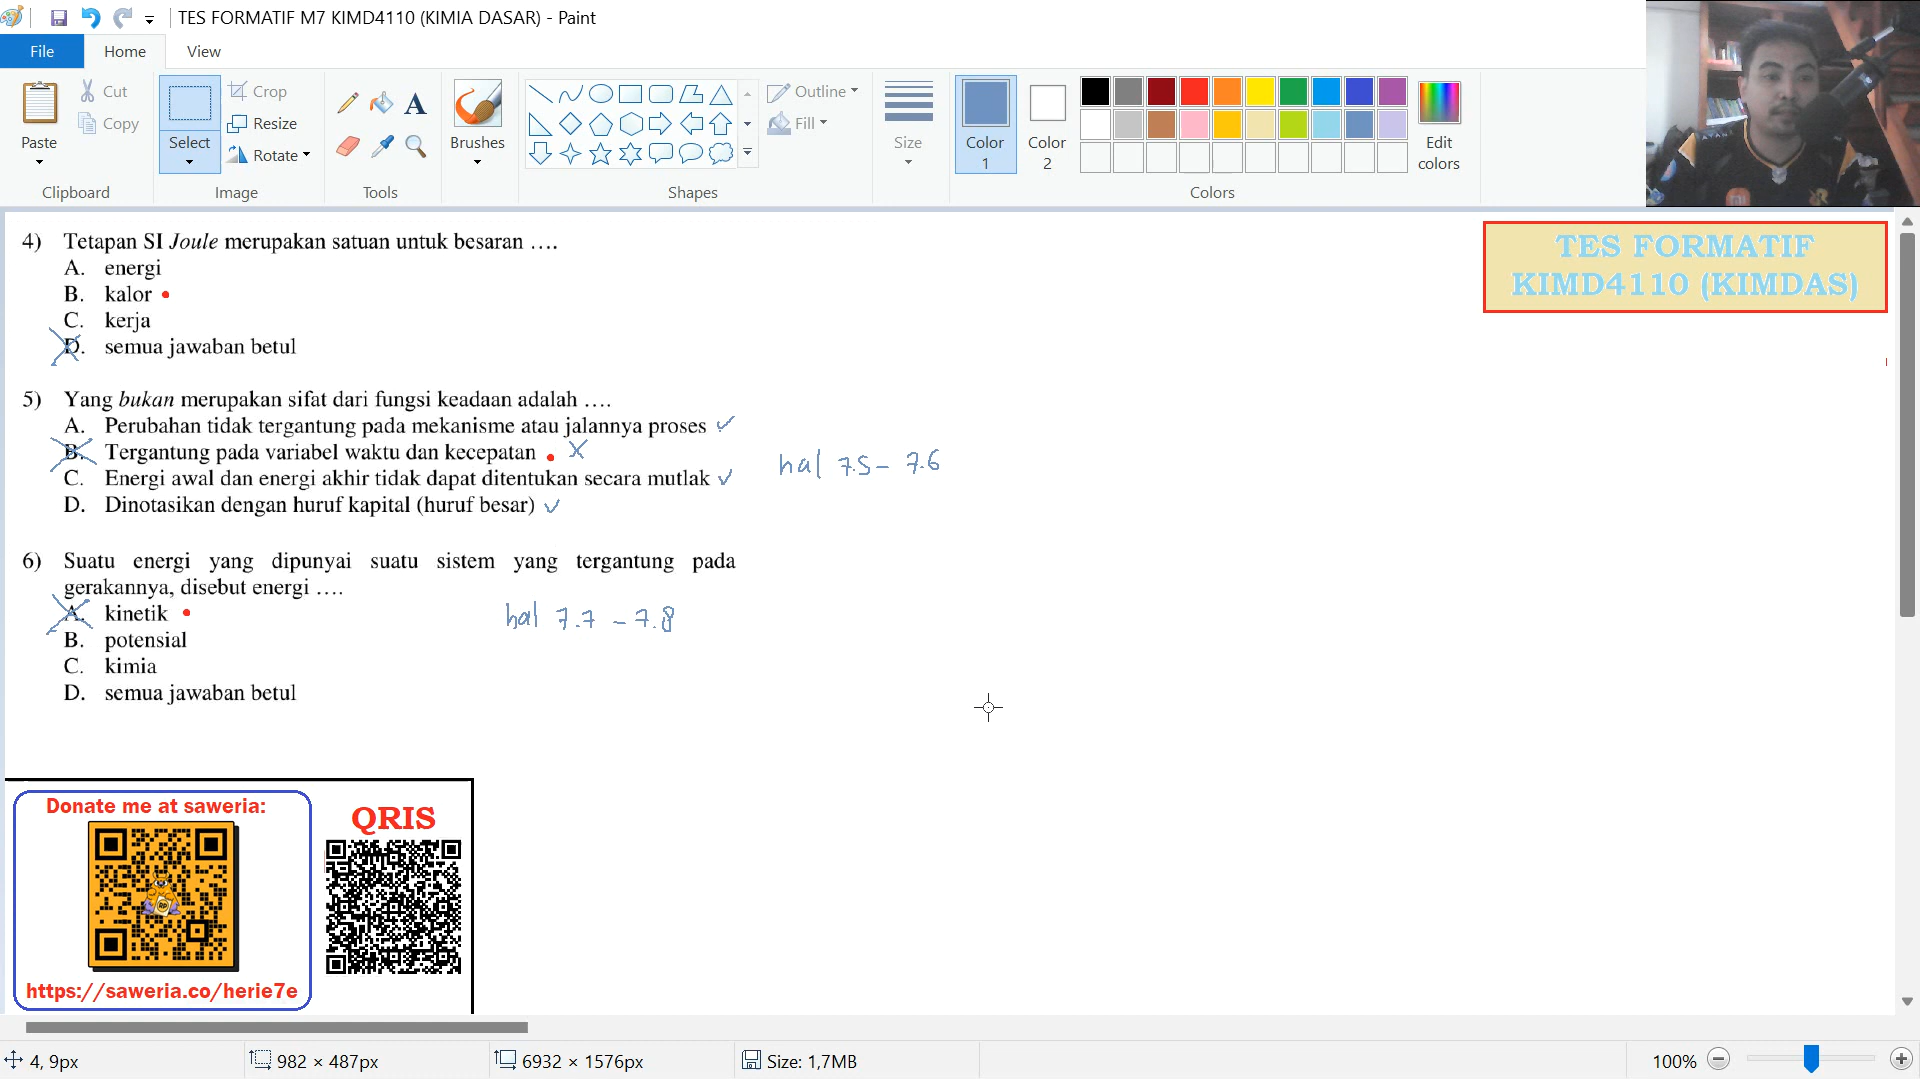 TES FORMATIF M7 KIMD4110 (KIMIA DASAR) - Paint
File
Home
View
Paste
Cut
Copy
Clipboard
Select
Crop
Resize
Rotate
Image
Tools
Brushes
Shapes
Outline
Fill
Size
Color 1
Color 2
Edit colors
Colors
TES FORMATIF
KIMD4110 (KIMDAS)
4) Tetapan SI Joule merupakan satuan untuk besaran ....
A. energi
B. kalor
C. kerja
D. semua jawaban betul
5) Yang bukan merupakan sifat dari fungsi keadaan adalah ....
A. Perubahan tidak tergantung pada mekanisme atau jalannya proses ✓
B. Tergantung pada variabel waktu dan kecepatan X
C. Energi awal dan energi akhir tidak dapat ditentukan secara mutlak ✓
D. Dinotasikan dengan huruf kapital (huruf besar) ✓
hal 7.5 - 7.6
6) Suatu energi yang dipunyai suatu sistem yang tergantung pada
gerakannya, disebut energi ....
A. kinetik
B. potensial
C. kimia
D. semua jawaban betul
hal 7.7 - 7.8
Donate me at saweria:
https://saweria.co/herie7e
QRIS
4, 9px
982 × 487px
6932 × 1576px
Size: 1,7MB
100%